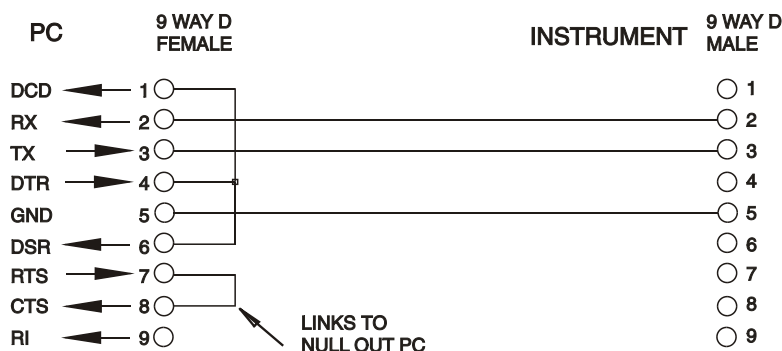 PC 9 WAY D FEMALE INSTRUMENT 9 WAY D MALE
DCD 1 1
RX 2 2
TX 3 3
DTR 4 4
GND 5 5
DSR 6 6
RTS 7 7
CTS 8 8
RI 9 9
LINKS TO
NULL OUT PC